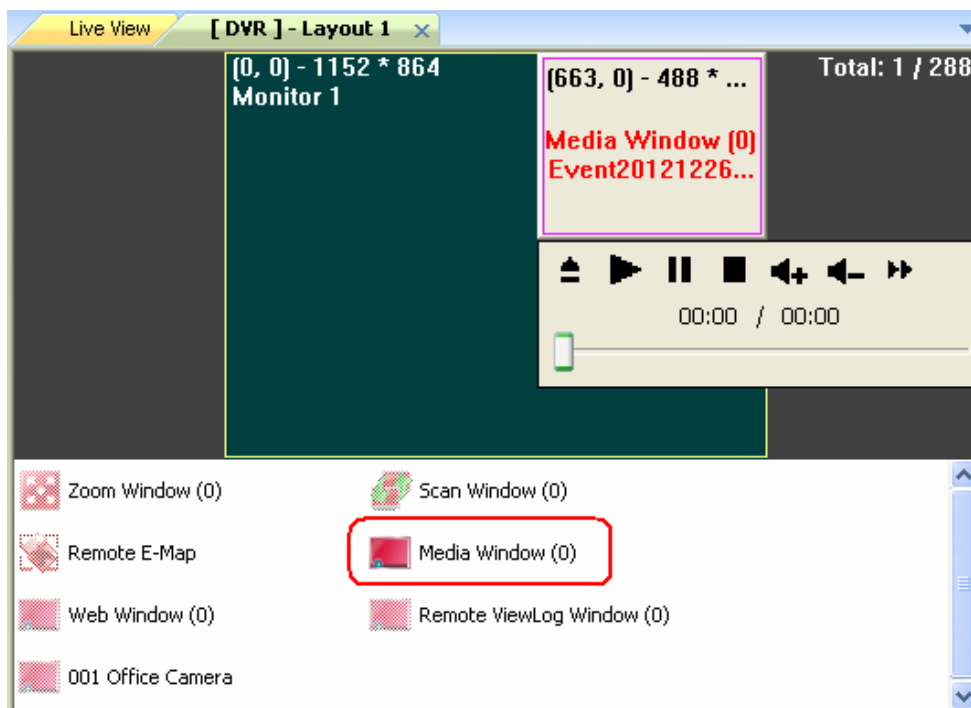 Live View
[ DVR ] - Layout 1
(0, 0) - 1152 * 864
Monitor 1
(663, 0) - 488 * ...
Media Window (0)
Event20121226...
Total: 1 / 288
00:00 / 00:00
Zoom Window (0)
Scan Window (0)
Remote E-Map
Media Window (0)
Web Window (0)
Remote ViewLog Window (0)
001 Office Camera